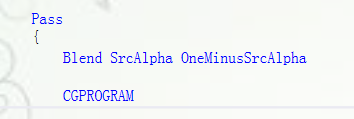 Pass
{
Blend SrcAlpha OneMinusSrcAlpha
CGPROGRAM